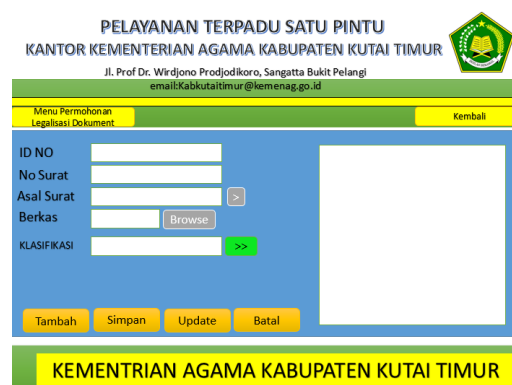 PELAYANAN TERPADU SATU PINTU
KANTOR KEMENTERIAN AGAMA KABUPATEN KUTAI TIMUR
Jl. Prof Dr. Wirdjono Prodjodikoro, Sangatta Bukit Pelangi
email:Kabkutaitimur@kemenag.go.id
Menu Permohonan
Legalisasi Dokument
Kembali
ID NO
No Surat
Asal Surat >
Berkas Browse
KLASIFIKASI >>
Tambah Simpan Update Batal
KEMENTRIAN AGAMA KABUPATEN KUTAI TIMUR